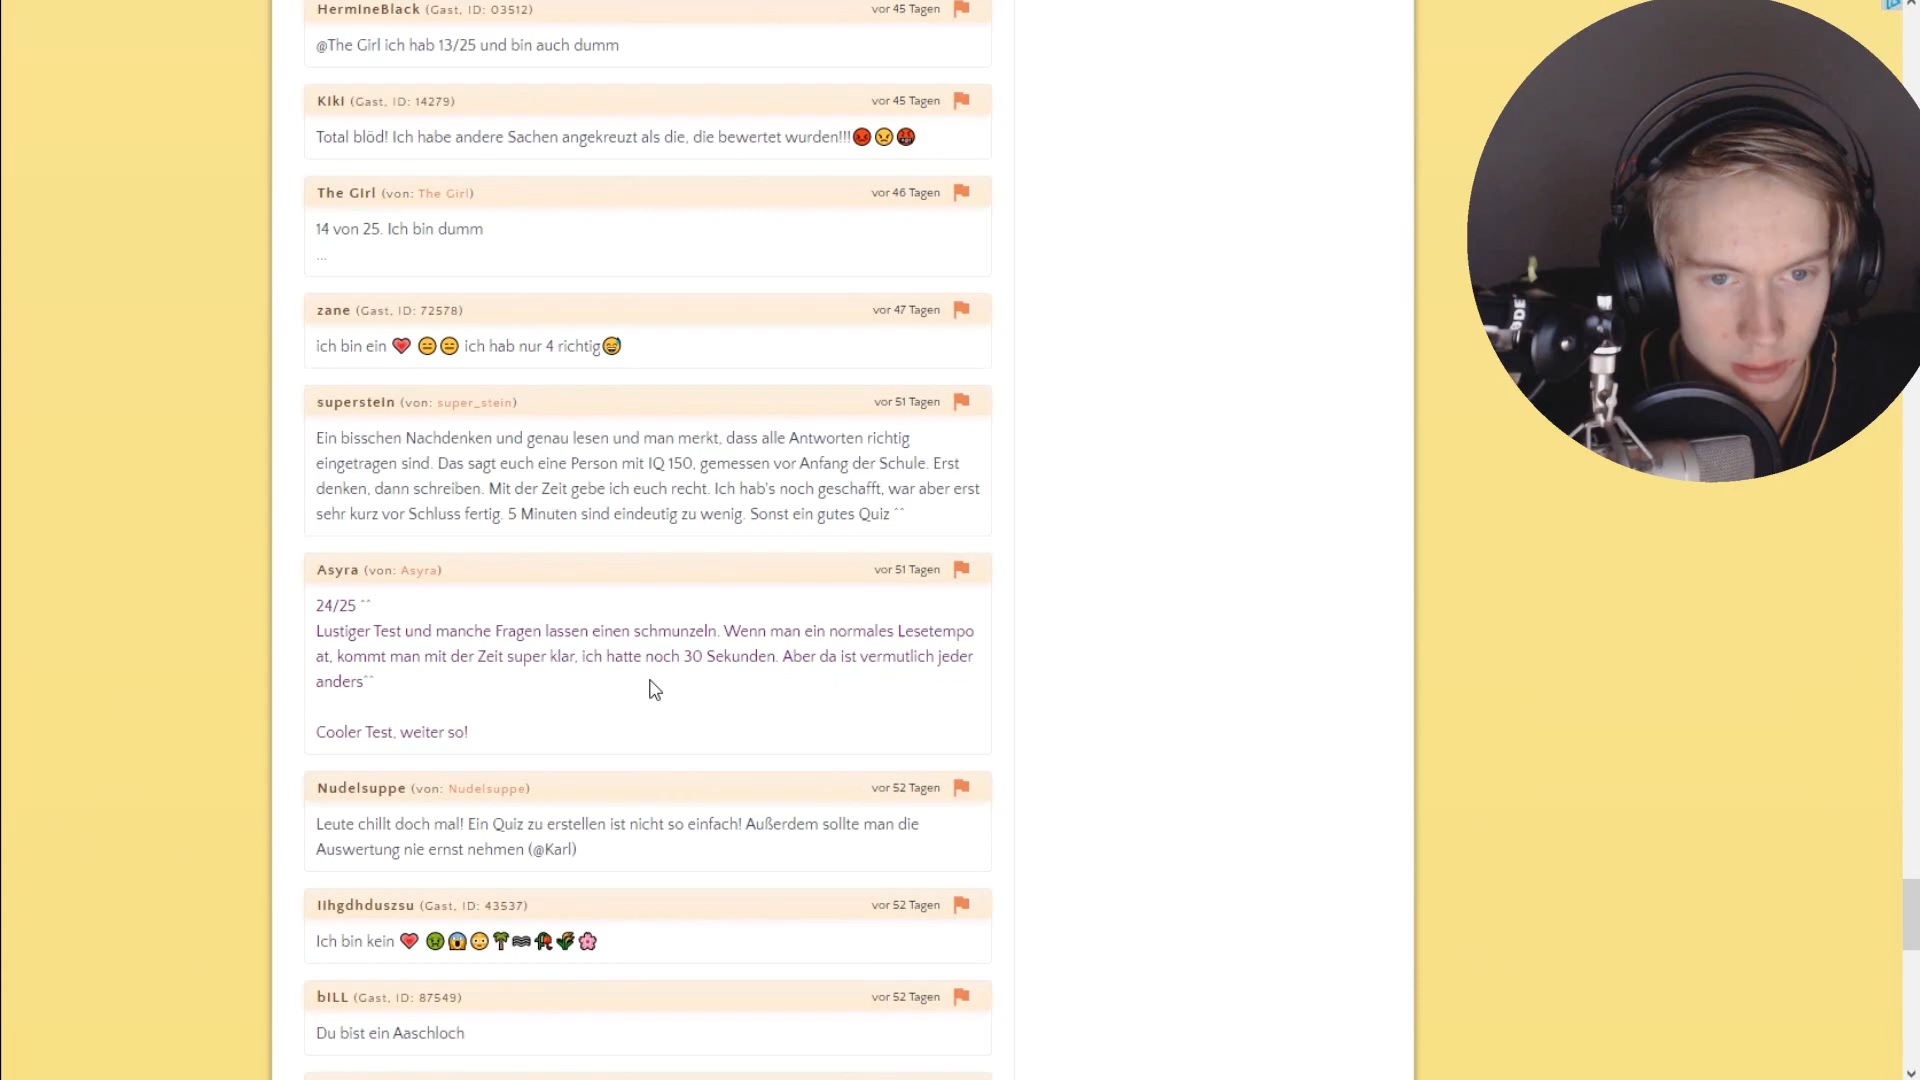 HermineBlack (Gast, ID: 03512) vor 45 Tagen
@The Girl ich hab 13/25 und bin auch dumm
Kiki (Gast, ID: 14279) vor 45 Tagen
Total blöd! Ich habe andere Sachen angekreuzt als die, die bewertet wurden!!!😡😠🤬
The Girl (von: The Girl) vor 46 Tagen
14 von 25. Ich bin dumm
...
zane (Gast, ID: 72578) vor 47 Tagen
ich bin ein ❤️ 😑😑 ich hab nur 4 richtig😅
superstein (von: super_stein) vor 51 Tagen
Ein bisschen Nachdenken und genau lesen und man merkt, dass alle Antworten richtig
eingetragen sind. Das sagt euch eine Person mit IQ 150, gemessen vor Anfang der Schule. Erst
denken, dann schreiben. Mit der Zeit gebe ich euch recht. Ich hab's noch geschafft, war aber erst
sehr kurz vor Schluss fertig. 5 Minuten sind eindeutig zu wenig. Sonst ein gutes Quiz ^^
Asyra (von: Asyra) vor 51 Tagen
24/25 ^^
Lustiger Test und manche Fragen lassen einen schmunzeln. Wenn man ein normales Lesetempo
at, kommt man mit der Zeit super klar, ich hatte noch 30 Sekunden. Aber da ist vermutlich jeder
anders^^
Cooler Test, weiter so!
Nudelsuppe (von: Nudelsuppe) vor 52 Tagen
Leute chillt doch mal! Ein Quiz zu erstellen ist nicht so einfach! Außerdem sollte man die
Auswertung nie ernst nehmen (@Karl)
IIhgdhduszsu (Gast, ID: 43537) vor 52 Tagen
Ich bin kein ❤️ 🤢😱😳🌴🌺
bILL (Gast, ID: 87549) vor 52 Tagen
Du bist ein Aaschloch